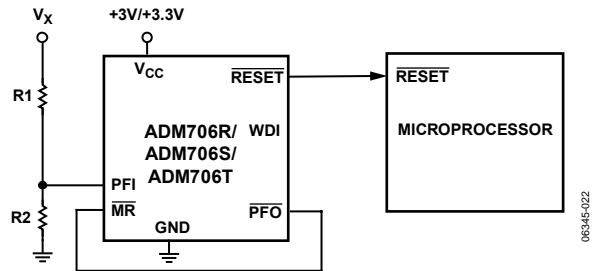 VX
+3V/+3.3V
VCC
RESET
RESET
R1
ADM706R/
ADM706S/
ADM706T
WDI
MICROPROCESSOR
PFI
MR
PFO
R2
GND
06345-022